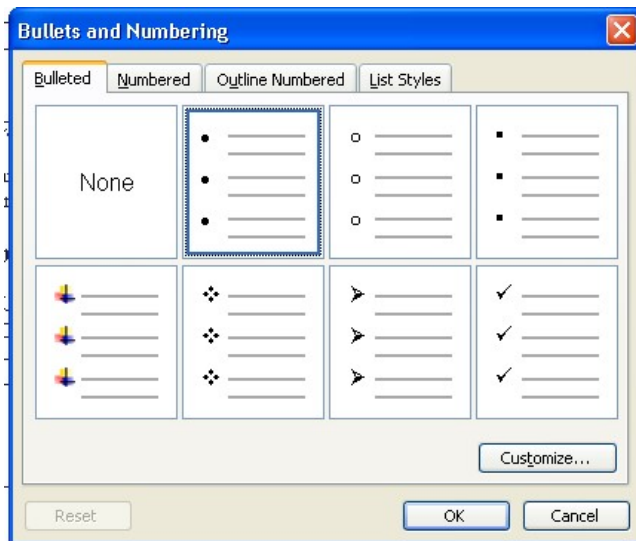 Bullets and Numbering
Bulleted Numbered Outline Numbered List Styles
None
Customize...
Reset OK Cancel